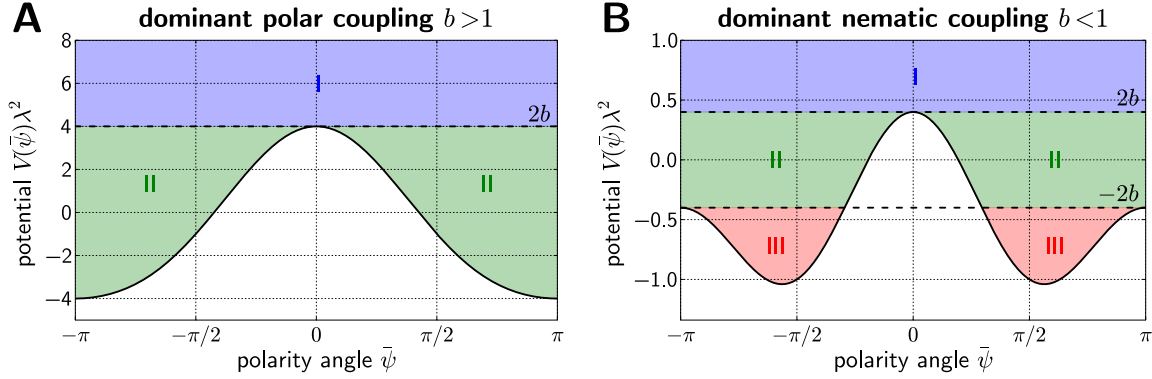 A
dominant polar coupling b > 1
8
6
4
2
0
−2
−4
potential V(ψ̄)λ²
I
2b
II
II
−π
−π/2
0
π/2
π
polarity angle ψ̄
B
dominant nematic coupling b < 1
1.0
0.5
0.0
−0.5
−1.0
potential V(ψ̄)λ²
I
2b
II
II
−2b
III
III
−π
−π/2
0
π/2
π
polarity angle ψ̄